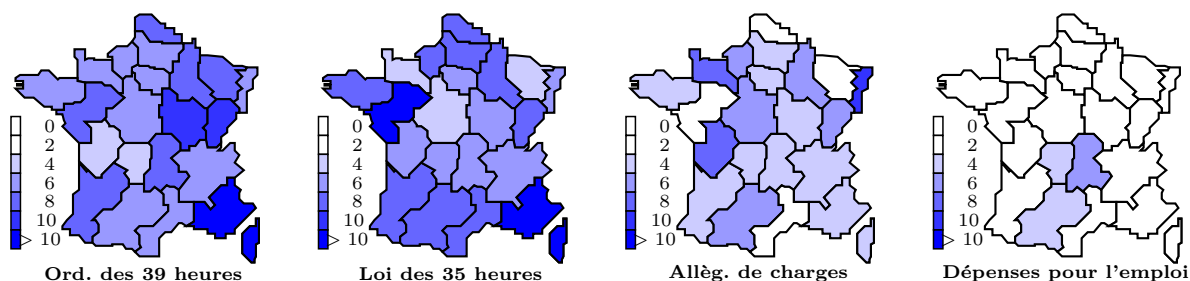 0 0 0 0
2 2 2 2
4 4 4 4
6 6 6 6
8 8 8 8
10 10 10 10
> 10 > 10 > 10 > 10
Ord. des 39 heures Loi des 35 heures Allèg. de charges Dépenses pour l'emploi